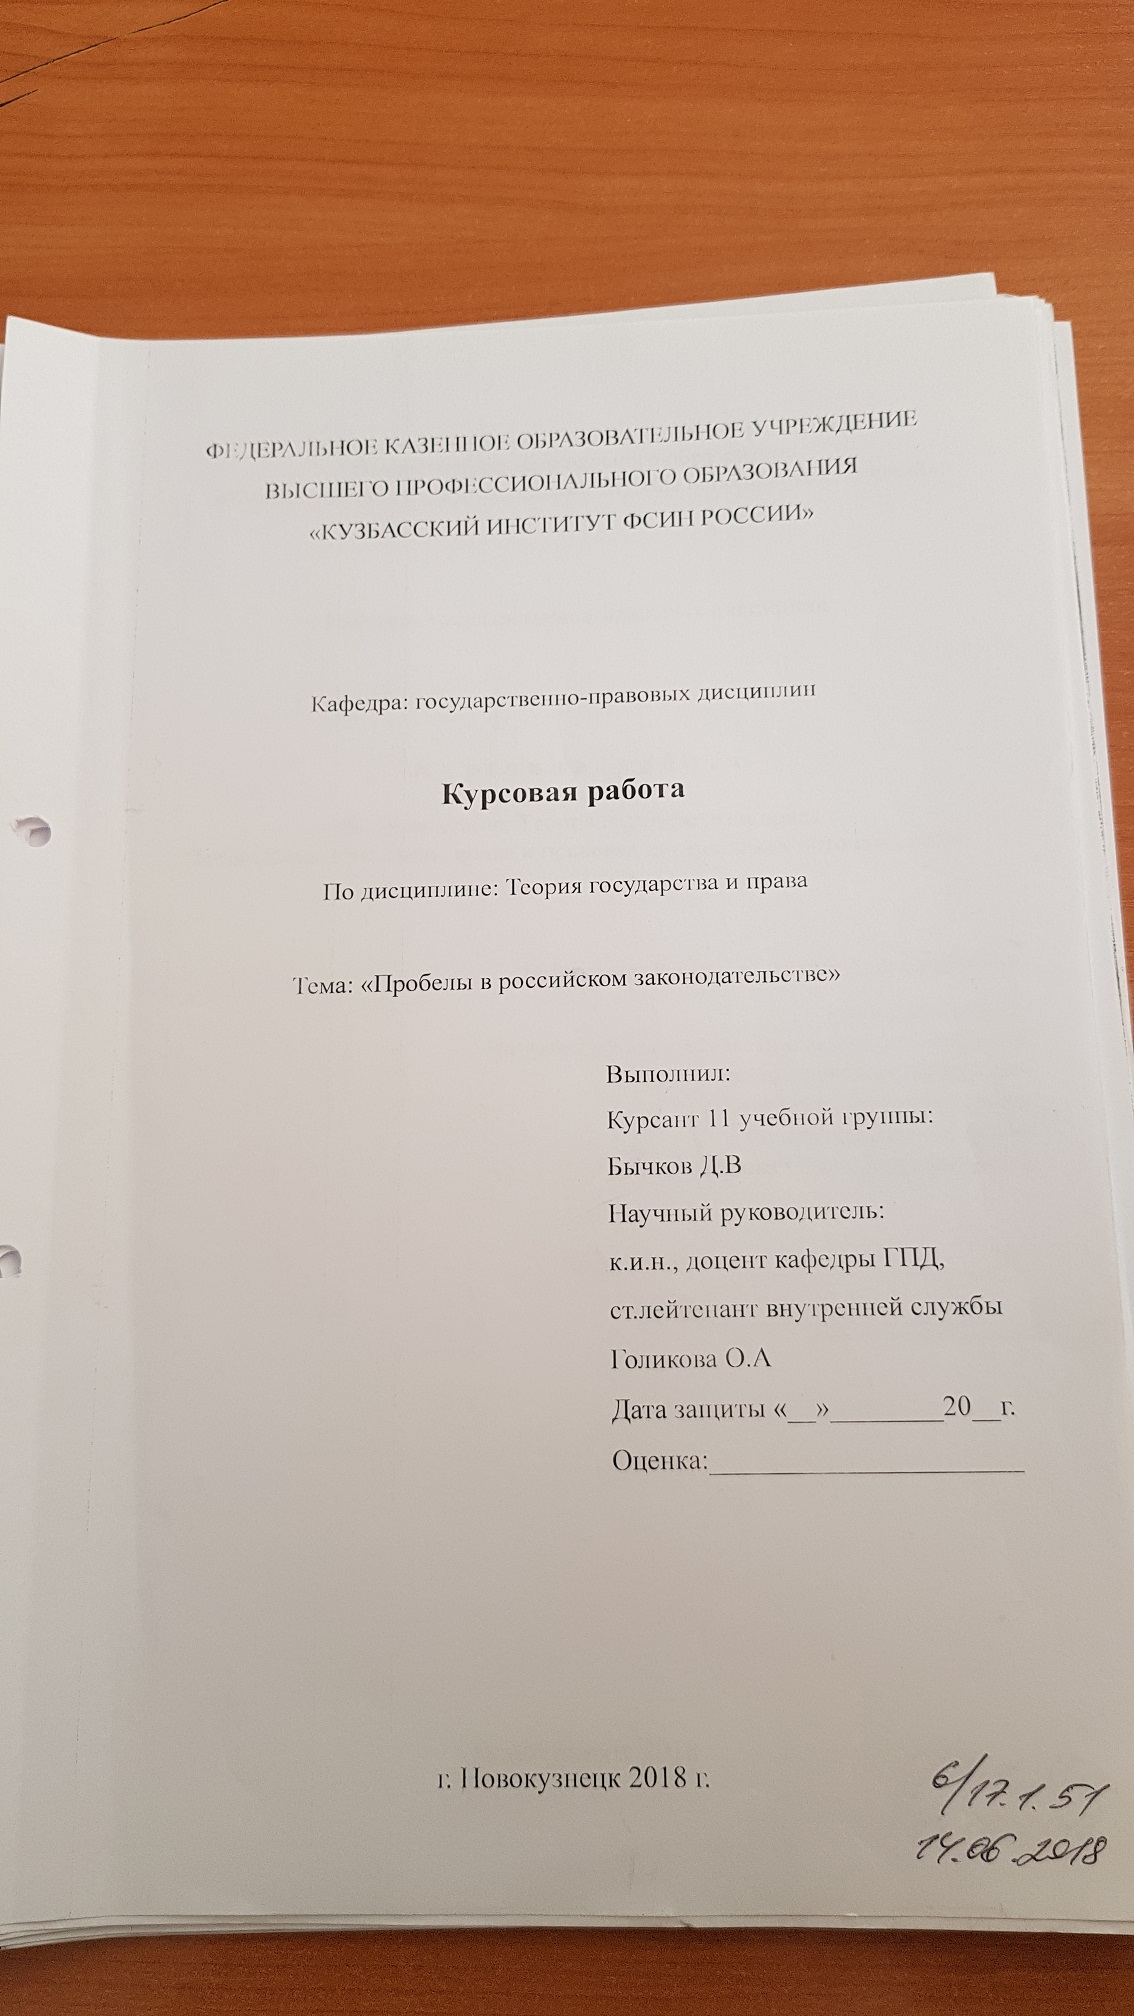 ФЕДЕРАЛЬНОЕ КАЗЕННОЕ ОБРАЗОВАТЕЛЬНОЕ УЧРЕЖДЕНИЕ
ВЫСШЕГО ПРОФЕССИОНАЛЬНОГО ОБРАЗОВАНИЯ
«КУЗБАССКИЙ ИНСТИТУТ ФСИН РОССИИ»
Кафедра: государственно-правовых дисциплин
Курсовая работа
По дисциплине: Теория государства и права
Тема: «Пробелы в российском законодательстве»
Выполнил:
Курсант 11 учебной группы:
Бычков Д.В
Научный руководитель:
к.и.н., доцент кафедры ГПД,
ст.лейтенант внутренней службы
Голикова О.А
Дата защиты «__»________20__г.
Оценка:_______________________
г. Новокузнецк 2018 г.
6/17.1.51
14.06.2018